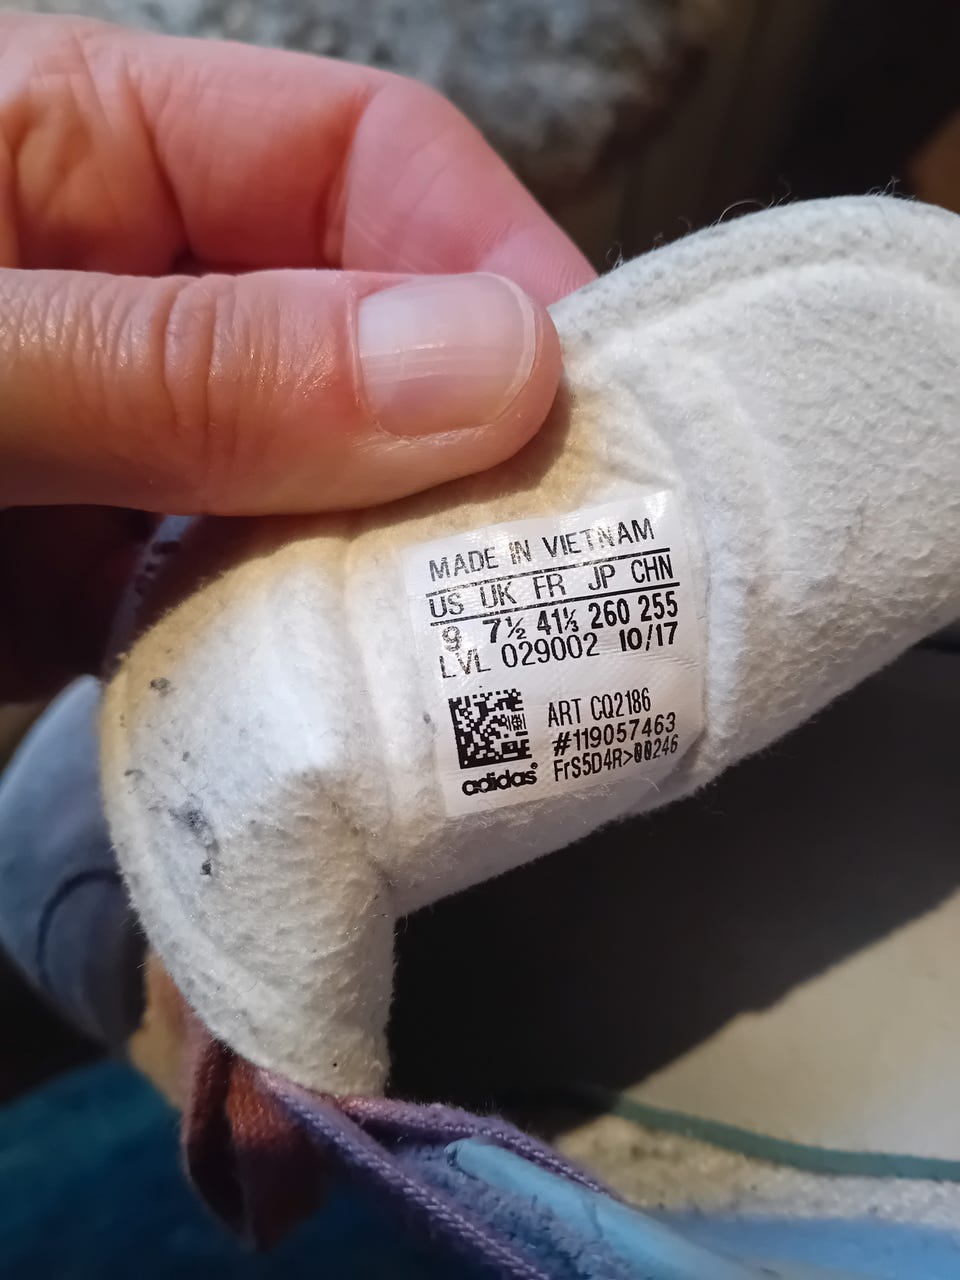 MADE IN VIETNAM
US UK FR JP CHN
9 7½ 41⅓ 260 255
LVL 029002 10/17
ART CQ2186
#119057463
FrS5D4R>00246
adidas®